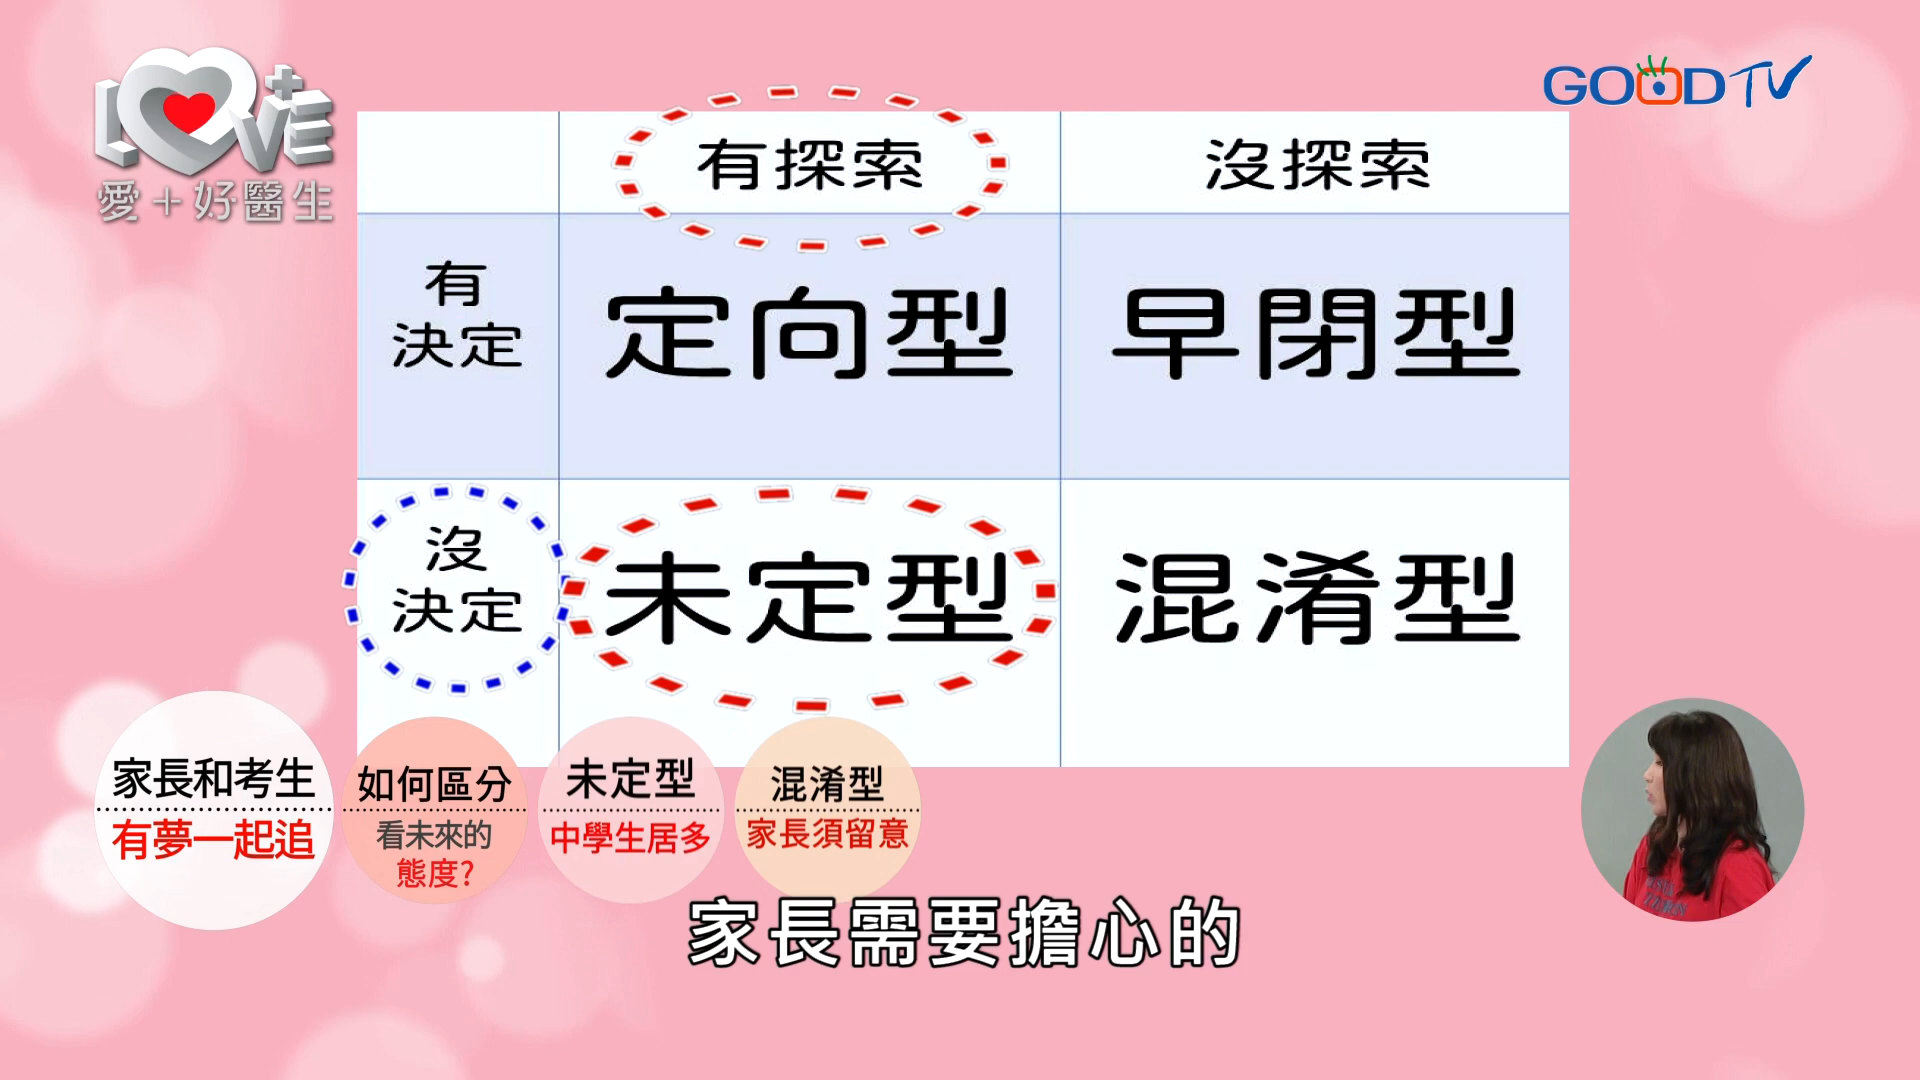 LOVE+
愛+好醫生
GOODTV
有探索
沒探索
有
決定
定向型
早閉型
沒
決定
未定型
混淆型
家長和考生
有夢一起追
如何區分
看未來的
態度?
未定型
中學生居多
混淆型
家長須留意
家長需要擔心的